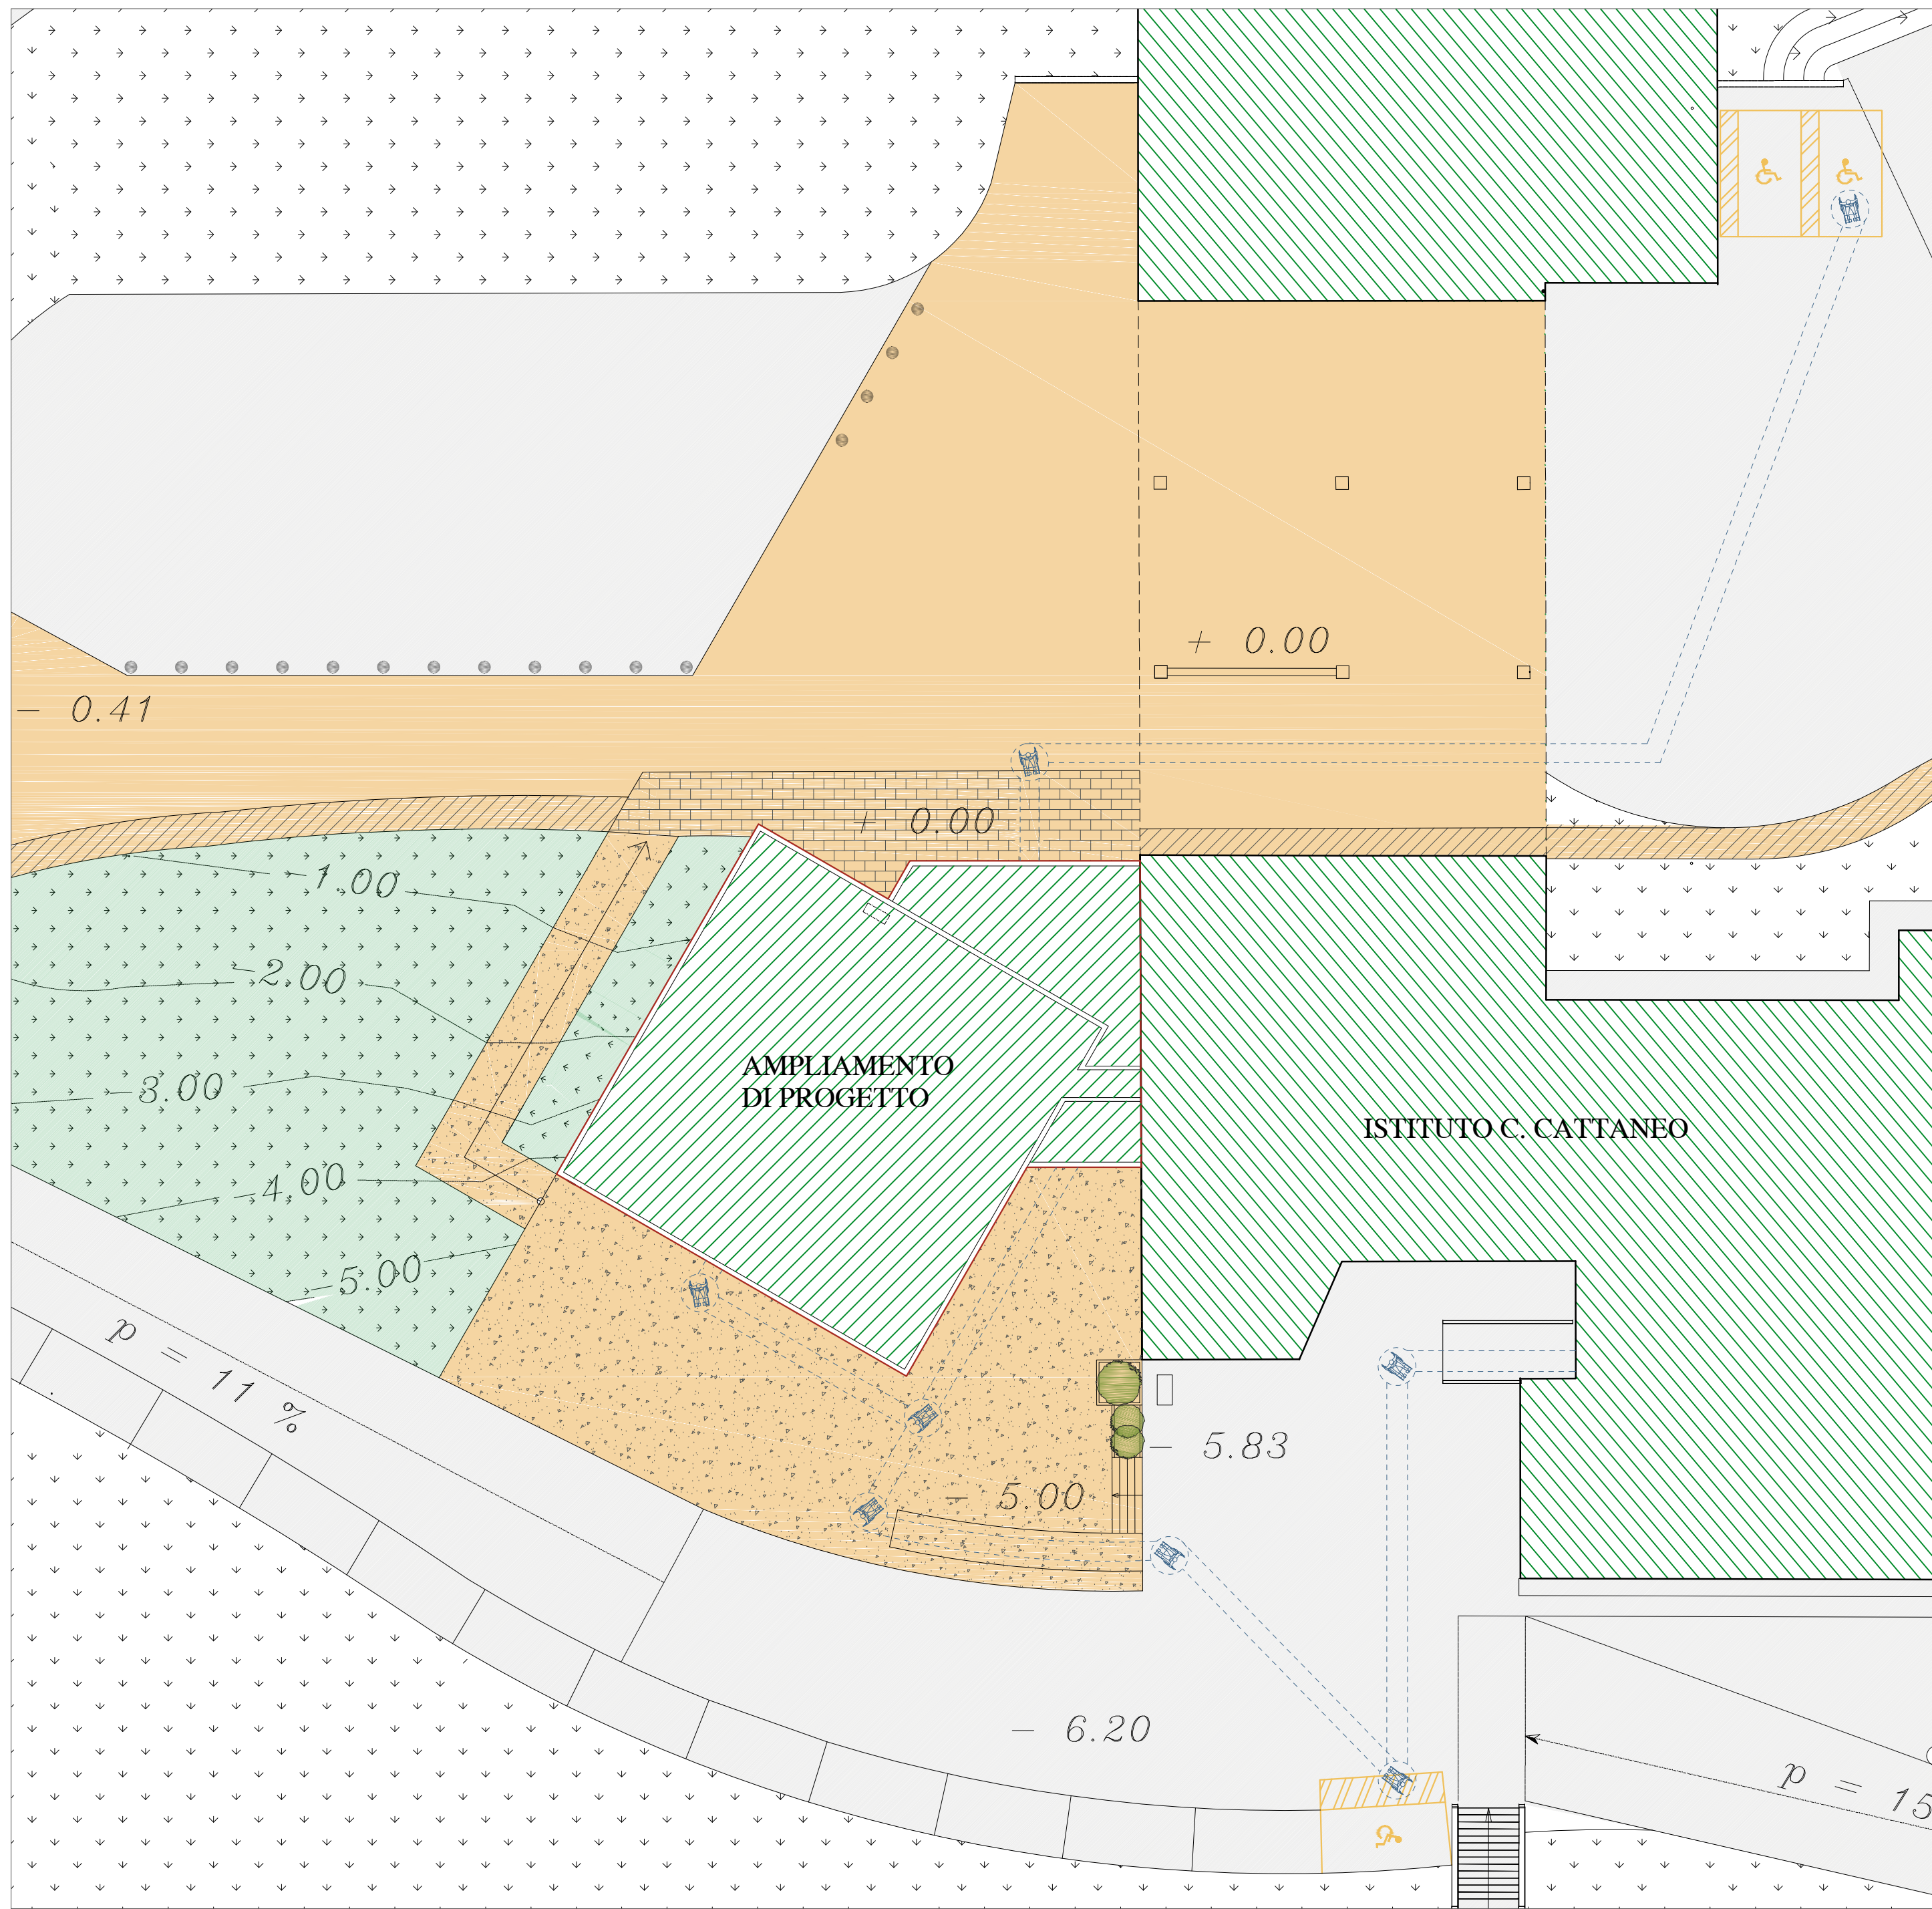 + 0.00
- 0.41
+ 0.00
-1.00
-2.00
-3.00
AMPLIAMENTO
DI PROGETTO
ISTITUTO C. CATTANEO
-4.00
-5.00
p = 11 %
- 5.83
- 5.00
- 6.20
p = 15